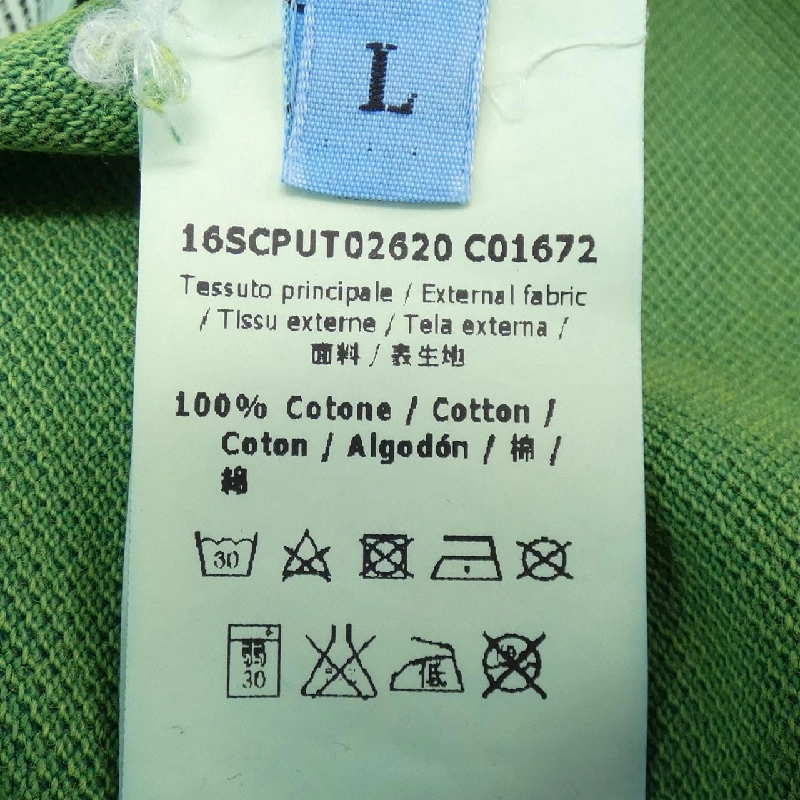 L
16SCPUT02620 C01672
Tessuto principale / External fabric
/ Tissu externe / Tela externa /
面料 / 表生地
100% Cotone / Cotton /
Coton / Algodón / 棉 /
綿
30
弱
30
低